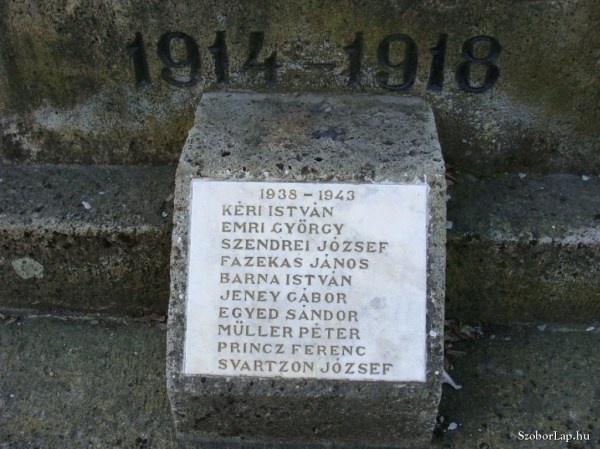 1914 - 1918
1938 - 1943
KÉRI ISTVÁN
EMRI GYÖRGY
SZENDREI JÓZSEF
FAZEKAS JÁNOS
BARNA ISTVÁN
JENEY GÁBOR
EGYED SÁNDOR
MÜLLER PÉTER
PRINCZ FERENC
SVARTZON JÓZSEF
SzoborLap.hu